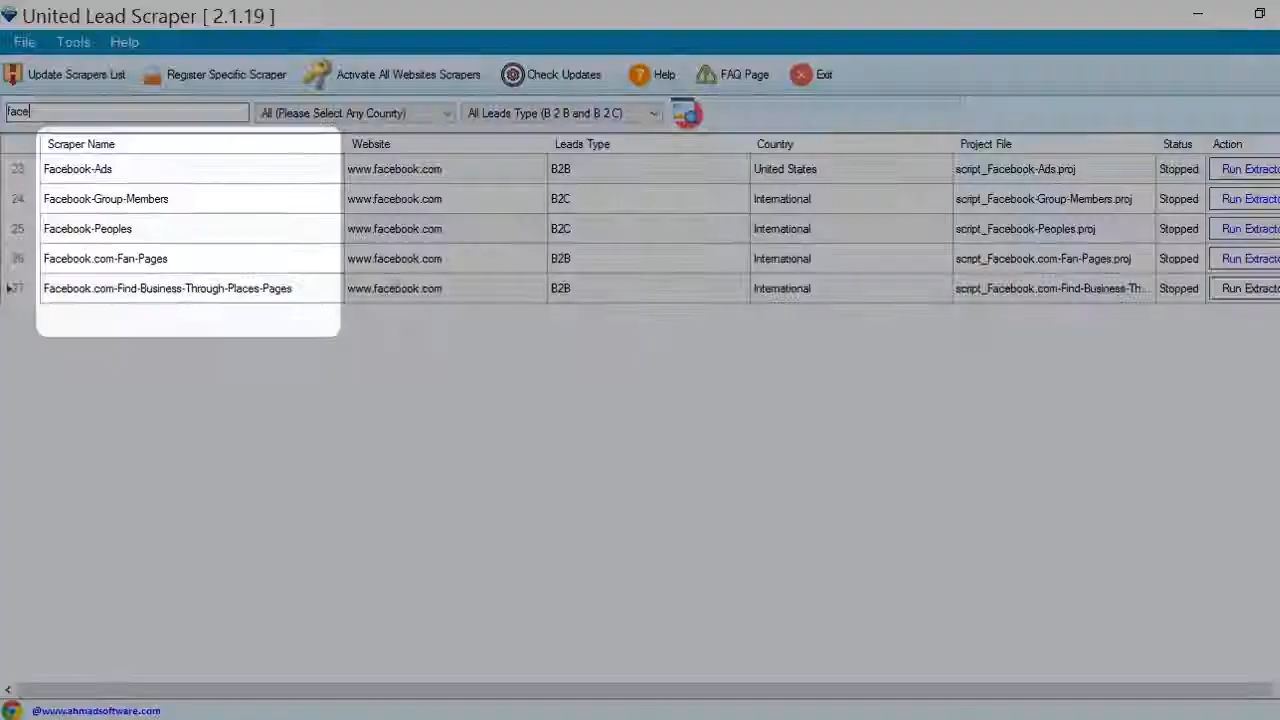 United Lead Scraper [ 2.1.19 ]
File Tools Help
Update Scrapers List Register Specific Scraper Activate All Websites Scrapers Check Updates Help FAQ Page Exit
face All (Please Select Any County) All Leads Type (B 2 B and B 2 C)
Scraper Name Website Leads Type Country Project File Status Action
23 Facebook-Ads www.facebook.com B2B United States script_Facebook-Ads.proj Stopped Run Extracto
24 Facebook-Group-Members www.facebook.com B2C International script_Facebook-Group-Members.proj Stopped Run Extracto
25 Facebook-Peoples www.facebook.com B2C International script_Facebook-Peoples.proj Stopped Run Extracto
26 Facebook.com-Fan-Pages www.facebook.com B2B International script_Facebook.com-Fan-Pages.proj Stopped Run Extracto
27 Facebook.com-Find-Business-Through-Places-Pages www.facebook.com B2B International script_Facebook.com-Find-Business-Th... Stopped Run Extracto
@www.ahmadsoftware.com